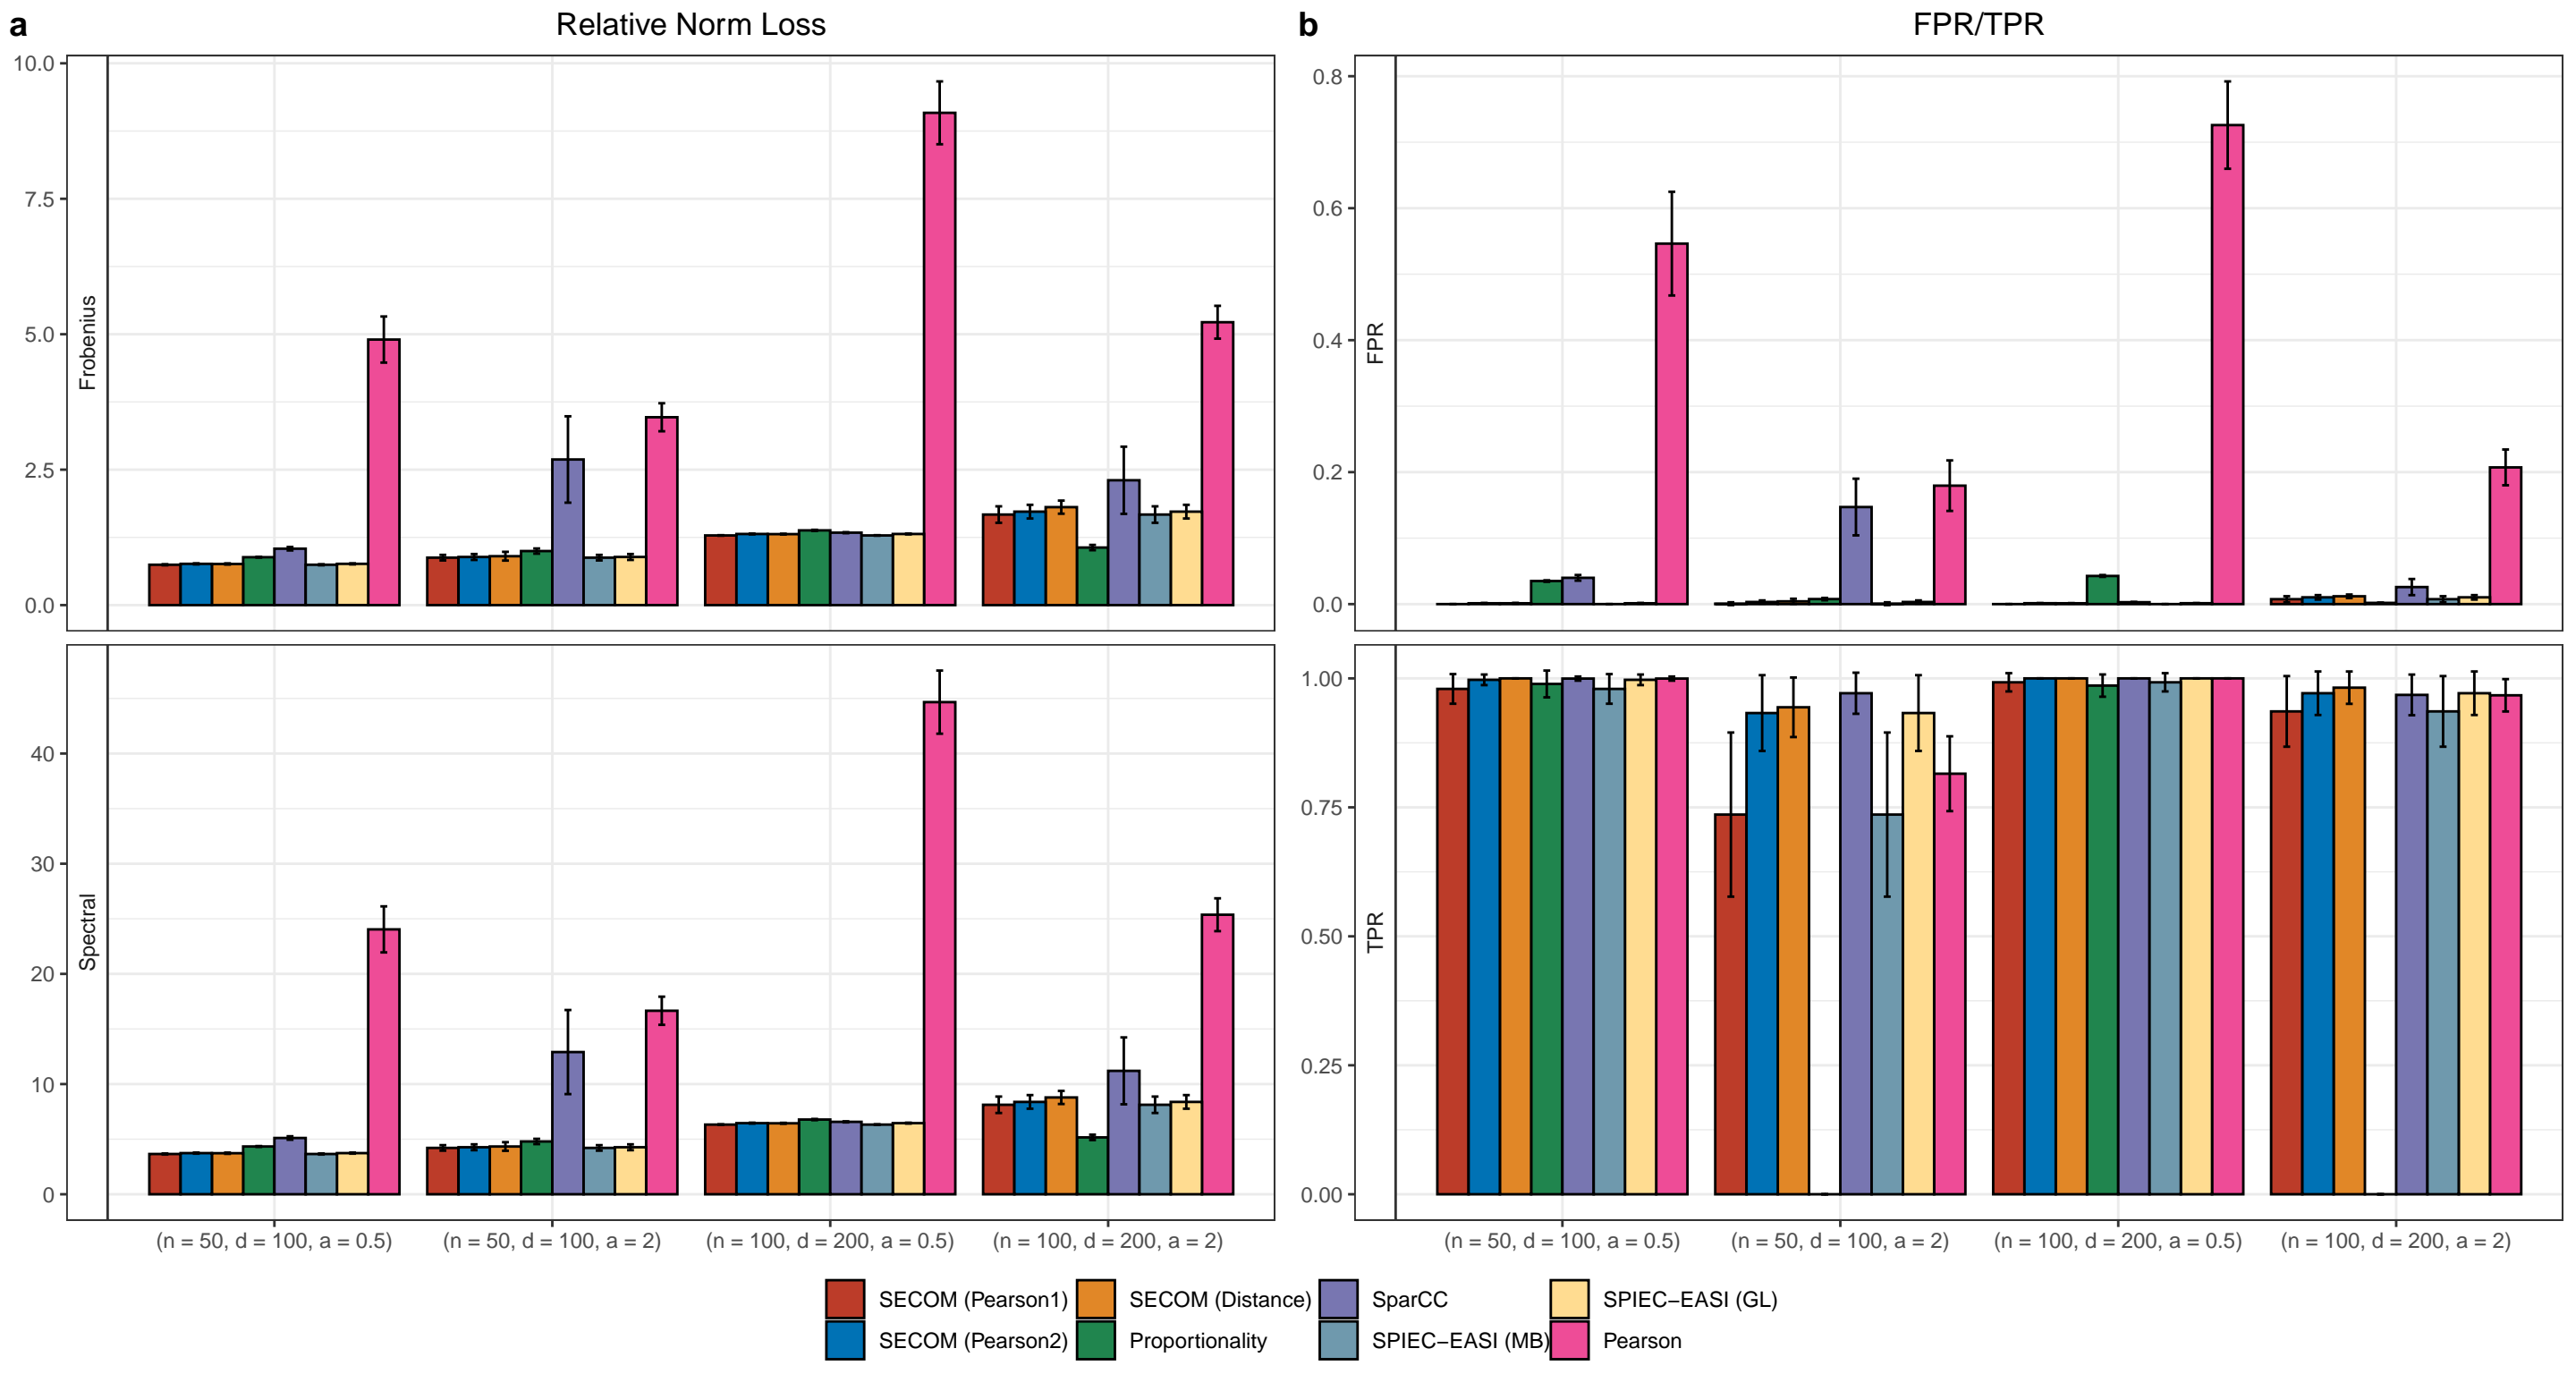 a
Relative Norm Loss
10.0
7.5
5.0
2.5
0.0
Frobenius
40
30
20
10
0
Spectral
(n = 50, d = 100, a = 0.5)
(n = 50, d = 100, a = 2)
(n = 100, d = 200, a = 0.5)
(n = 100, d = 200, a = 2)
b
FPR/TPR
0.8
0.6
0.4
0.2
0.0
FPR
1.00
0.75
0.50
0.25
0.00
TPR
(n = 50, d = 100, a = 0.5)
(n = 50, d = 100, a = 2)
(n = 100, d = 200, a = 0.5)
(n = 100, d = 200, a = 2)
SECOM (Pearson1)
SECOM (Distance)
SparCC
SPIEC−EASI (GL)
SECOM (Pearson2)
Proportionality
SPIEC−EASI (MB)
Pearson